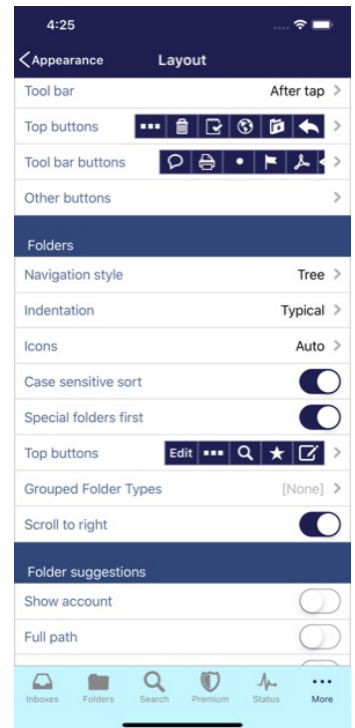 4:25
Appearance
Layout
Tool bar After tap
Top buttons
Tool bar buttons
Other buttons
Folders
Navigation style Tree
Indentation Typical
Icons Auto
Case sensitive sort
Special folders first
Top buttons Edit
Grouped Folder Types [None]
Scroll to right
Folder suggestions
Show account
Full path
Inboxes Folders Search Premium Status More